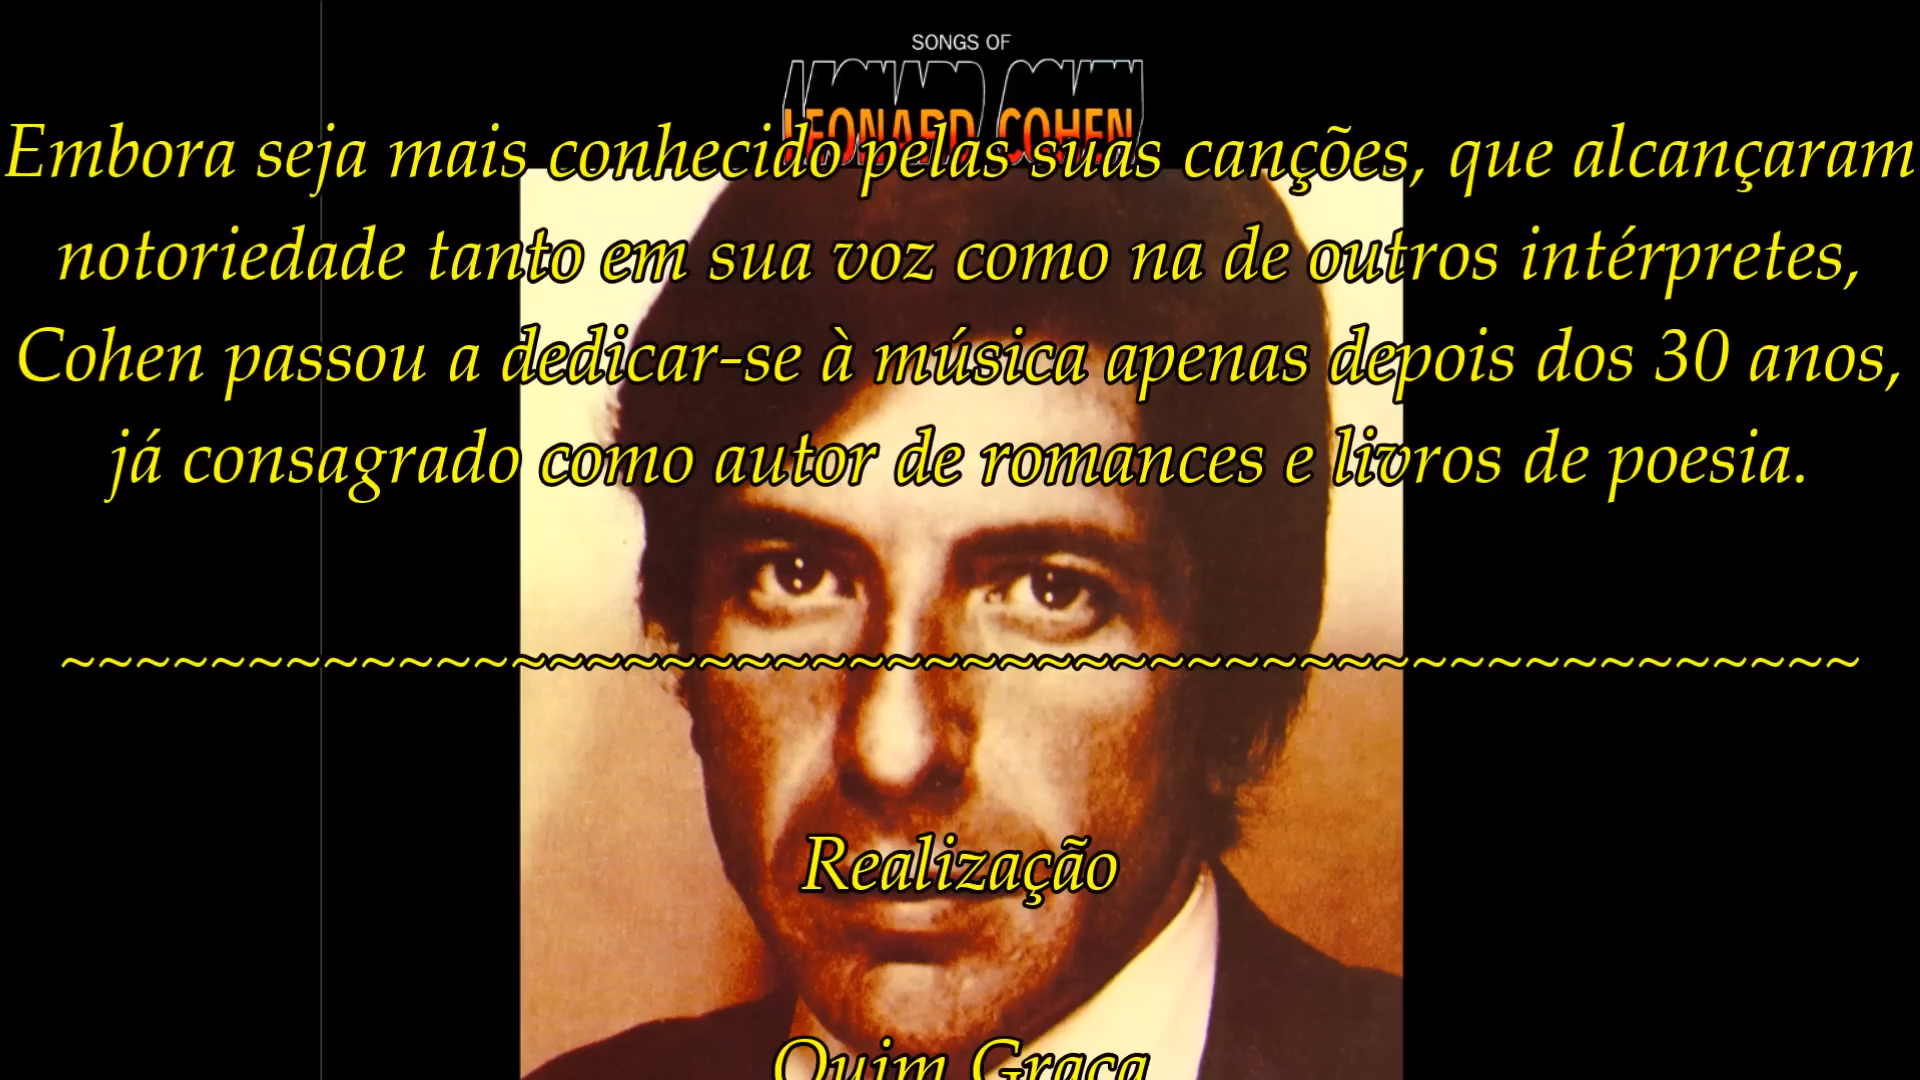 SONGS OF
LEONARD COHEN
Embora seja mais conhecido pelas suas canções, que alcançaram
notoriedade tanto em sua voz como na de outros intérpretes,
Cohen passou a dedicar-se à música apenas depois dos 30 anos,
já consagrado como autor de romances e livros de poesia.
~~~~~~~~~~~~~~~~~~~~~~~~~~~~~~~~~~~~~~~~~~~~~~~~
Realização
Quim Graça